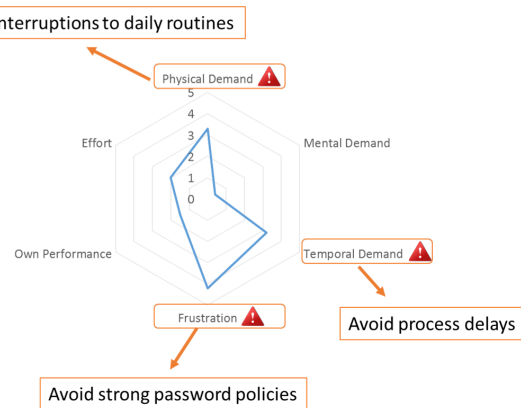 nterruptions to daily routines
Physical Demand
5
4
3
2
1
0
Effort
Mental Demand
Own Performance
Temporal Demand
Frustration
Avoid process delays
Avoid strong password policies